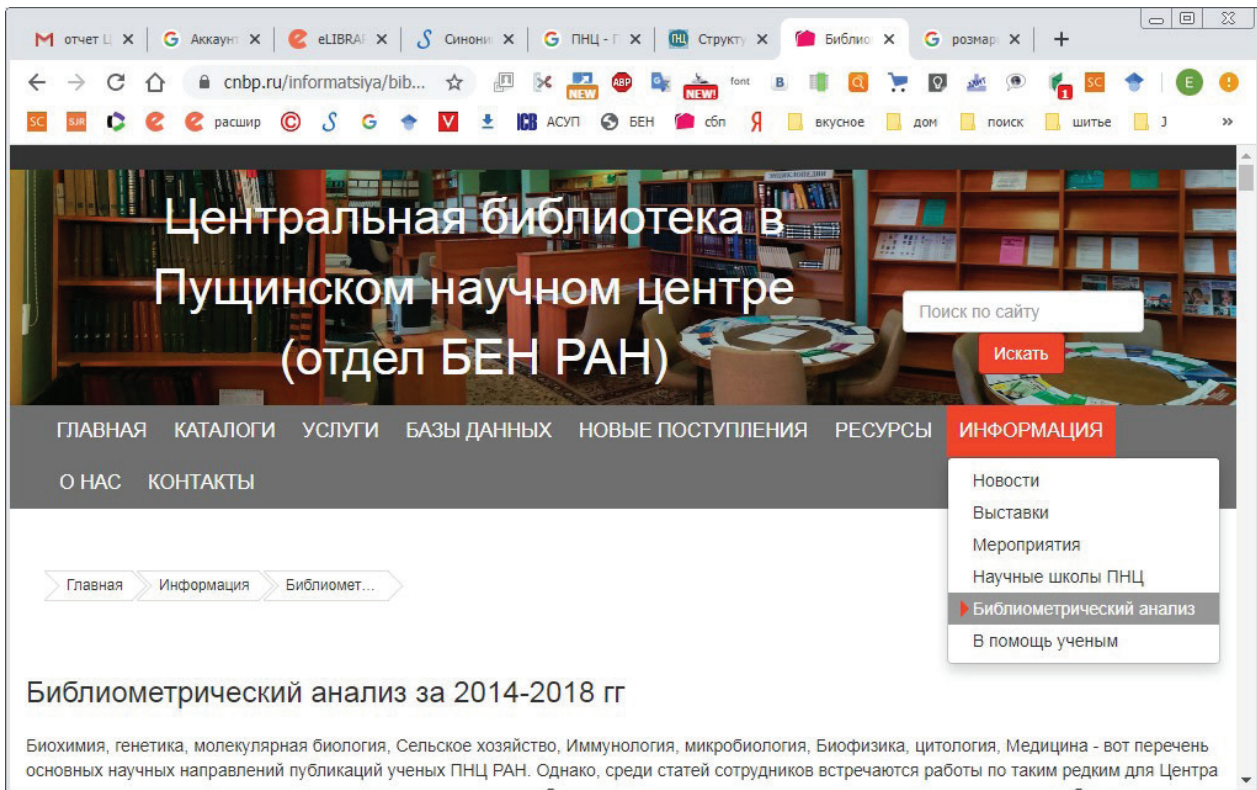 отчет Ц
Аккаунт
eLIBRAR
Синони
ПНЦ - Г
Структу
Библио
розмар
cnbp.ru/informatsiya/bib...
NEW
ABP
NEW!
font
B
1
SC
E
SC
SJR
расшир
S
G
V
ICB АСУП
БЕН
сбп
Я
вкусное
дом
поиск
шитье
J
»
ЭНЦИКЛОПЕДИИ
Центральная библиотека в
Пущинском научном центре
(отдел БЕН РАН)
Поиск по сайту
Искать
ГЛАВНАЯ КАТАЛОГИ УСЛУГИ БАЗЫ ДАННЫХ НОВЫЕ ПОСТУПЛЕНИЯ РЕСУРСЫ ИНФОРМАЦИЯ
О НАС КОНТАКТЫ
Новости
Выставки
Мероприятия
Научные школы ПНЦ
Библиометрический анализ
В помощь ученым
Главная Информация Библиомет...
Библиометрический анализ за 2014-2018 гг
Биохимия, генетика, молекулярная биология, Сельское хозяйство, Иммунология, микробиология, Биофизика, цитология, Медицина - вот перечень
основных научных направлений публикаций ученых ПНЦ РАН. Однако, среди статей сотрудников встречаются работы по таким редким для Центра